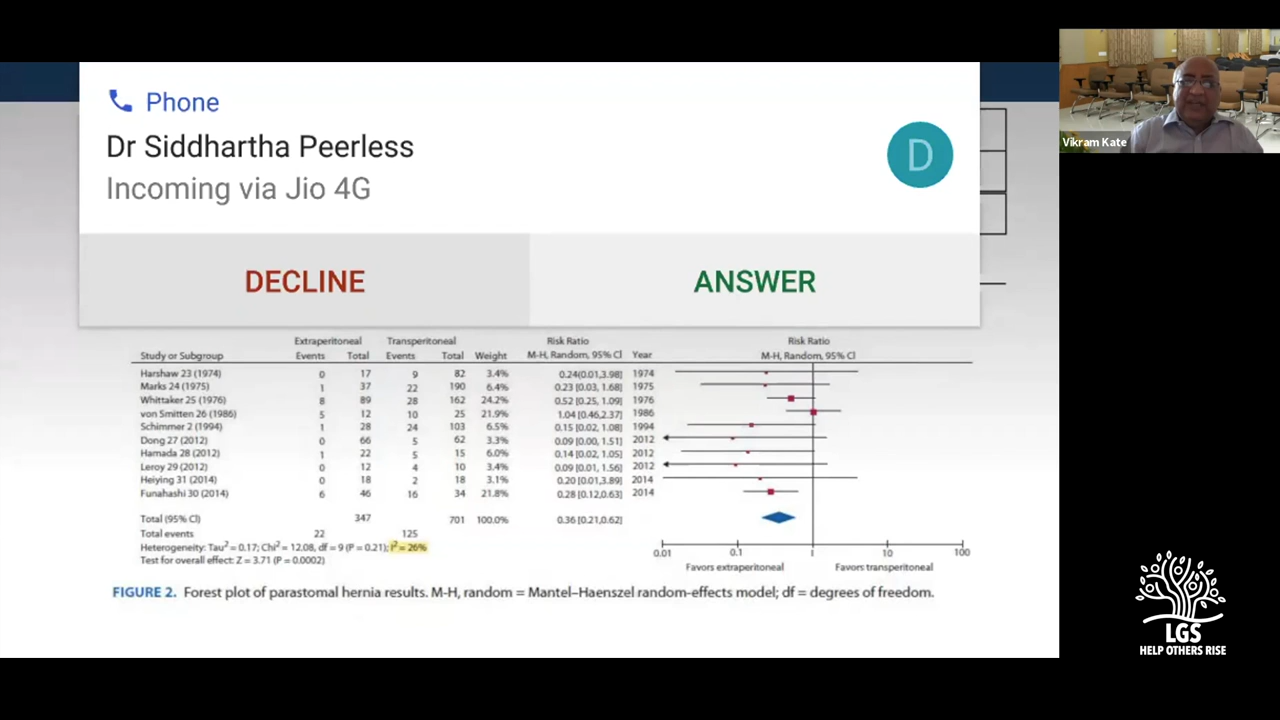 Phone
Dr Siddhartha Peerless
Incoming via Jio 4G
D
DECLINE
ANSWER
Vikram Kate
Extraperitoneal Transperitoneal Risk Ratio Risk Ratio
Study or Subgroup Events Total Events Total Weight M-H, Random, 95% CI Year M-H, Random, 95% CI
Harshaw 23 (1974) 0 17 9 82 3.4% 0.24(0.01,3.98] 1974
Marks 24 (1975) 1 37 22 190 6.4% 0.23 [0.03, 1.68] 1975
Whittaker 25 (1976) 8 89 28 162 24.2% 0.52 [0.25, 1.09] 1976
von Smitten 26 (1986) 5 12 10 25 21.9% 1.04 [0.46,2.37] 1986
Schimmer 2 (1994) 1 28 24 103 6.5% 0.15 [0.02, 1.08] 1994
Dong 27 (2012) 0 66 5 62 3.3% 0.09 [0.00, 1.51] 2012
Hamada 28 (2012) 1 22 5 15 6.0% 0.14 [0.02, 1.05] 2012
Leroy 29 (2012) 0 12 4 10 3.4% 0.09 [0.01, 1.56] 2012
Heiying 31 (2014) 0 18 2 18 3.1% 0.20 [0.01,3.89] 2014
Funahashi 30 (2014) 6 46 16 34 21.8% 0.28 [0.12,0.63] 2014
Total (95% CI) 347 701 100.0% 0.36 [0.21,0.62]
Total events 22 125
Heterogeneity: Tau² = 0.17; Chi² = 12.08, df = 9 (P = 0.21); I² = 26%
Test for overall effect: Z = 3.71 (P = 0.0002)
0.01 0.1 1 10 100
Favors extraperitoneal Favors transperitoneal
FIGURE 2. Forest plot of parastomal hernia results. M-H, random = Mantel–Haenszel random-effects model; df = degrees of freedom.
LGS
HELP OTHERS RISE